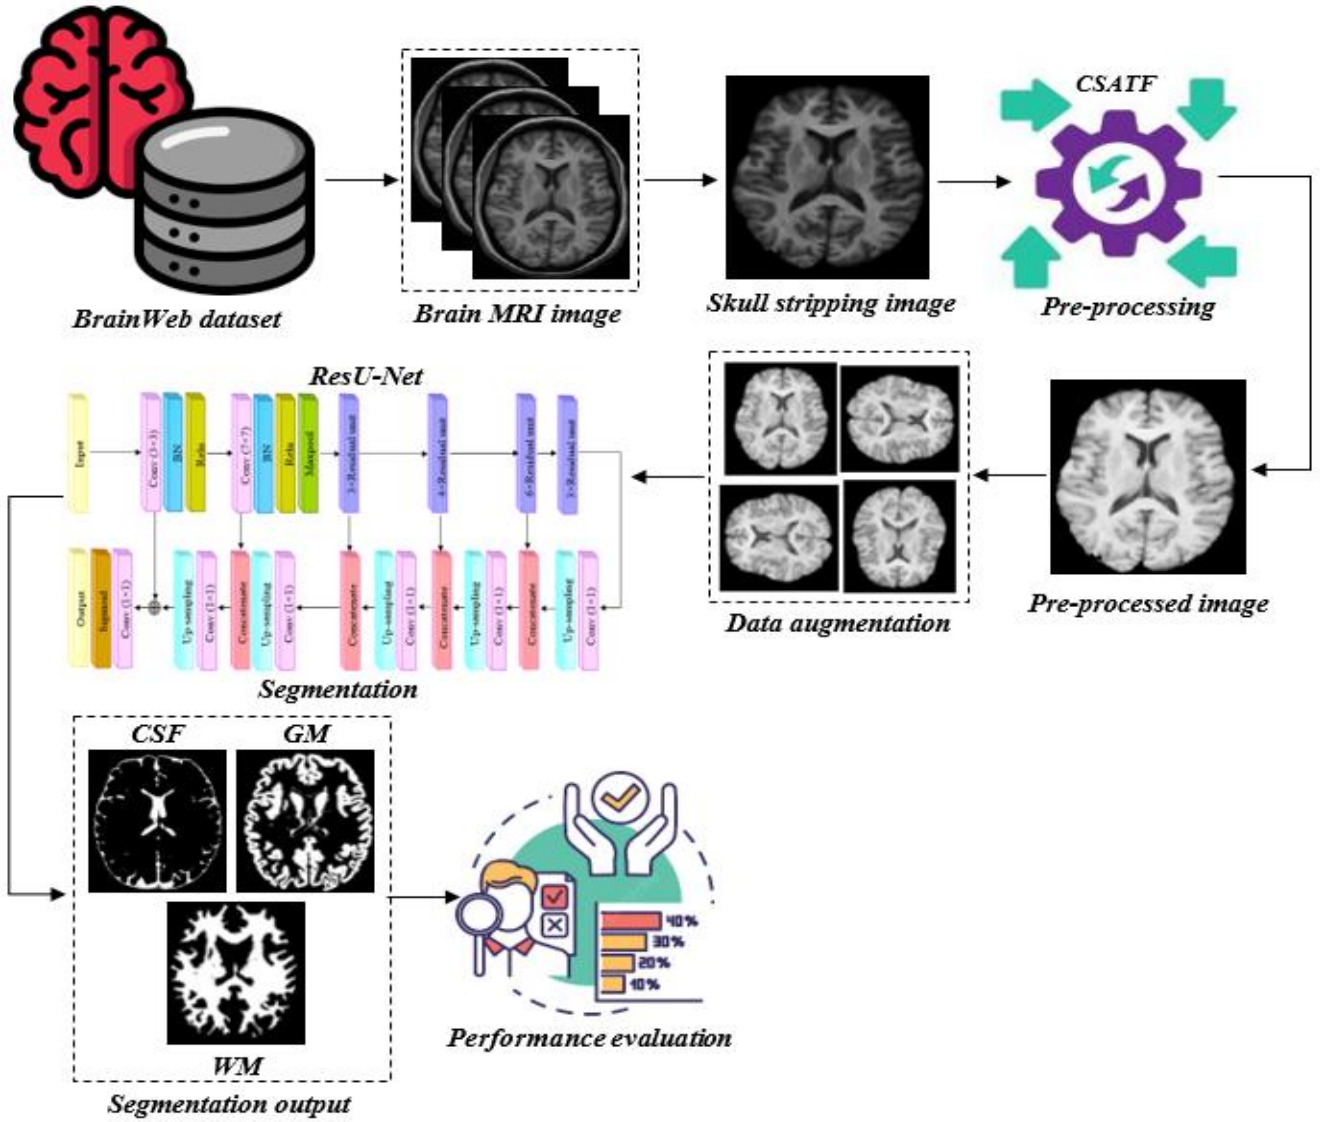 CSATF
BrainWeb dataset
Brain MRI image
Skull stripping image
Pre-processing
ResU-Net
Input
Conv (3×3)
BN
Relu
Conv (7×7)
BN
Relu
Maxpool
3×Residual unit
4×Residual unit
6×Residual unit
3×Residual unit
Output
Sigmoid
Conv (1×1)
Up-sampling
Conv (1×1)
Concatenate
Up-sampling
Conv (1×1)
Concatenate
Up-sampling
Conv (1×1)
Concatenate
Up-sampling
Conv (1×1)
Concatenate
Up-sampling
Conv (1×1)
Segmentation
Data augmentation
Pre-processed image
CSF
GM
WM
Segmentation output
40%
30%
20%
10%
Performance evaluation